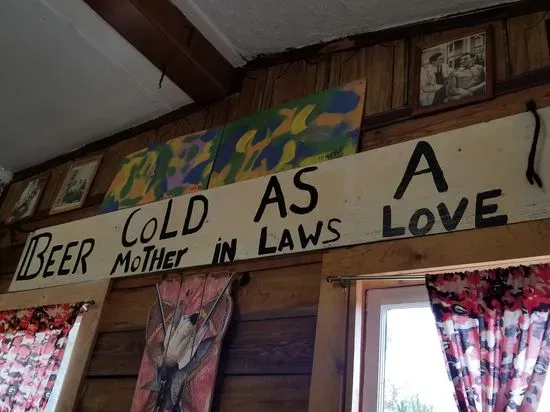 BEER COLD AS A
MOTHER IN LAWS LOVE